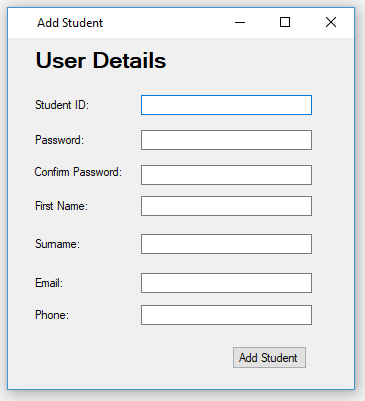 Add Student
User Details
Student ID:
Password:
Confirm Password:
First Name:
Surname:
Email:
Phone:
Add Student